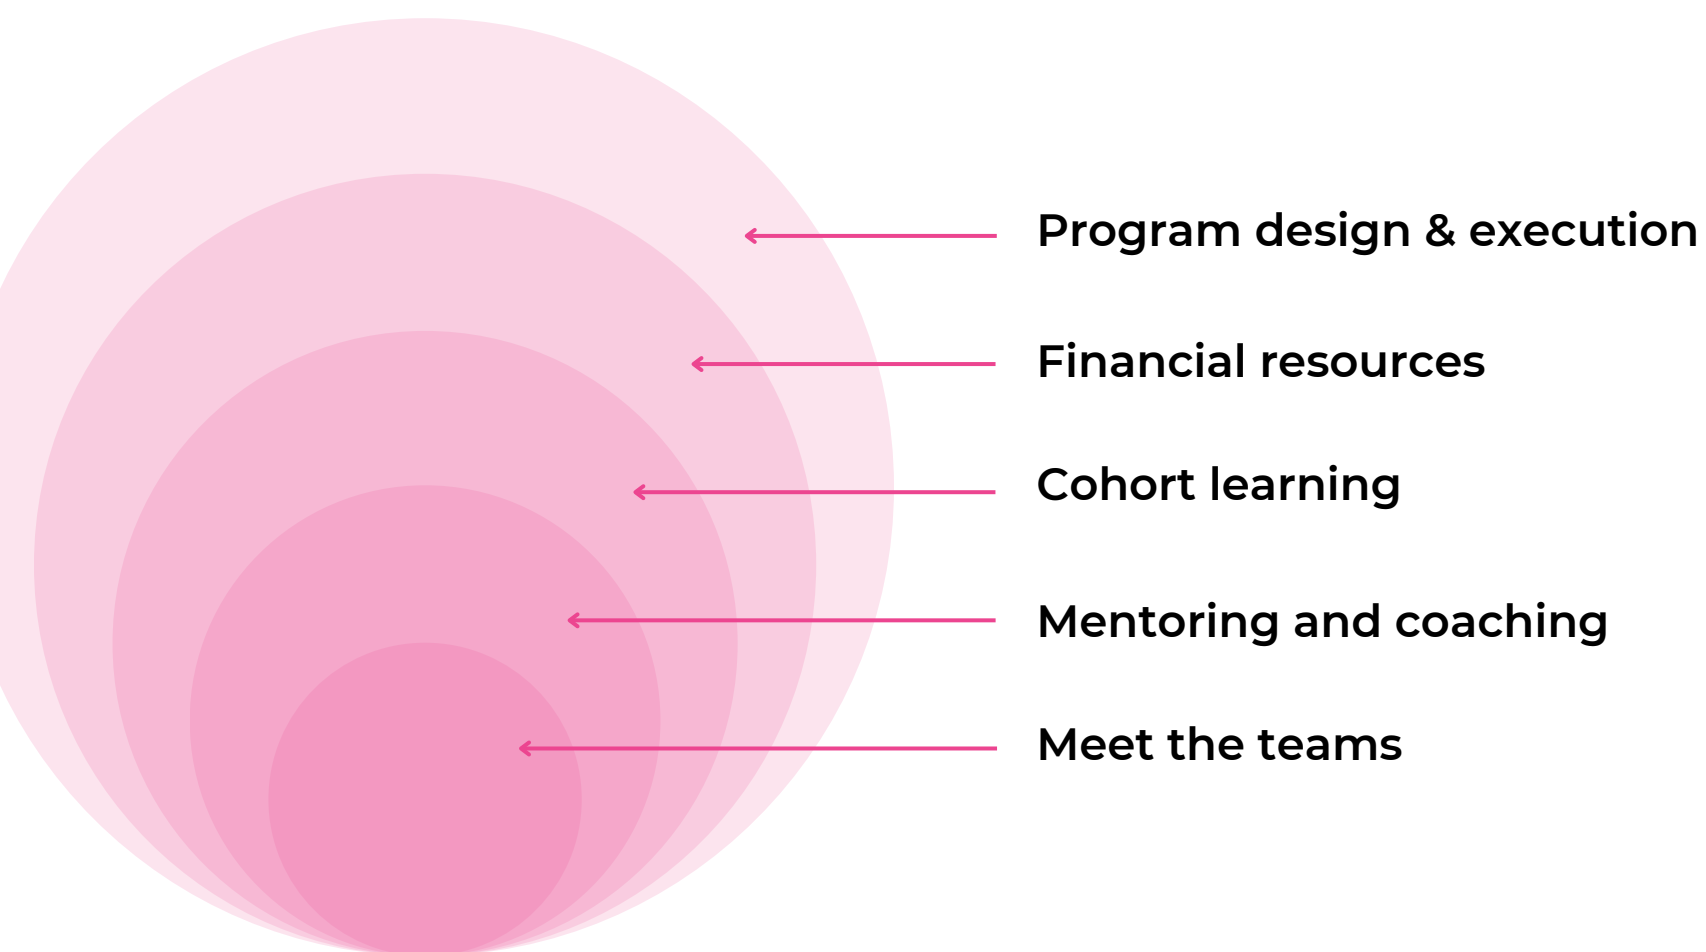 Program design & execution
Financial resources
Cohort learning
Mentoring and coaching
Meet the teams